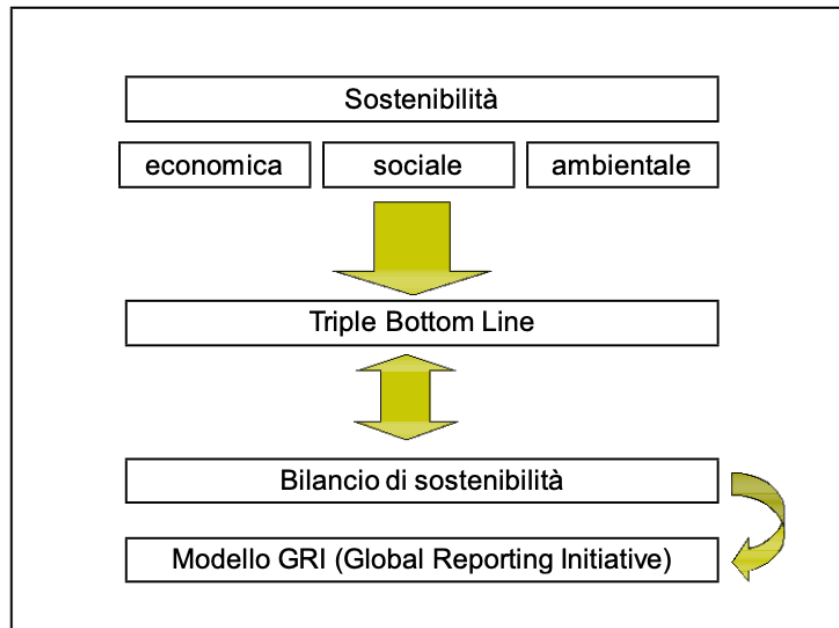 Sostenibilità
economica sociale ambientale
Triple Bottom Line
Bilancio di sostenibilità
Modello GRI (Global Reporting Initiative)